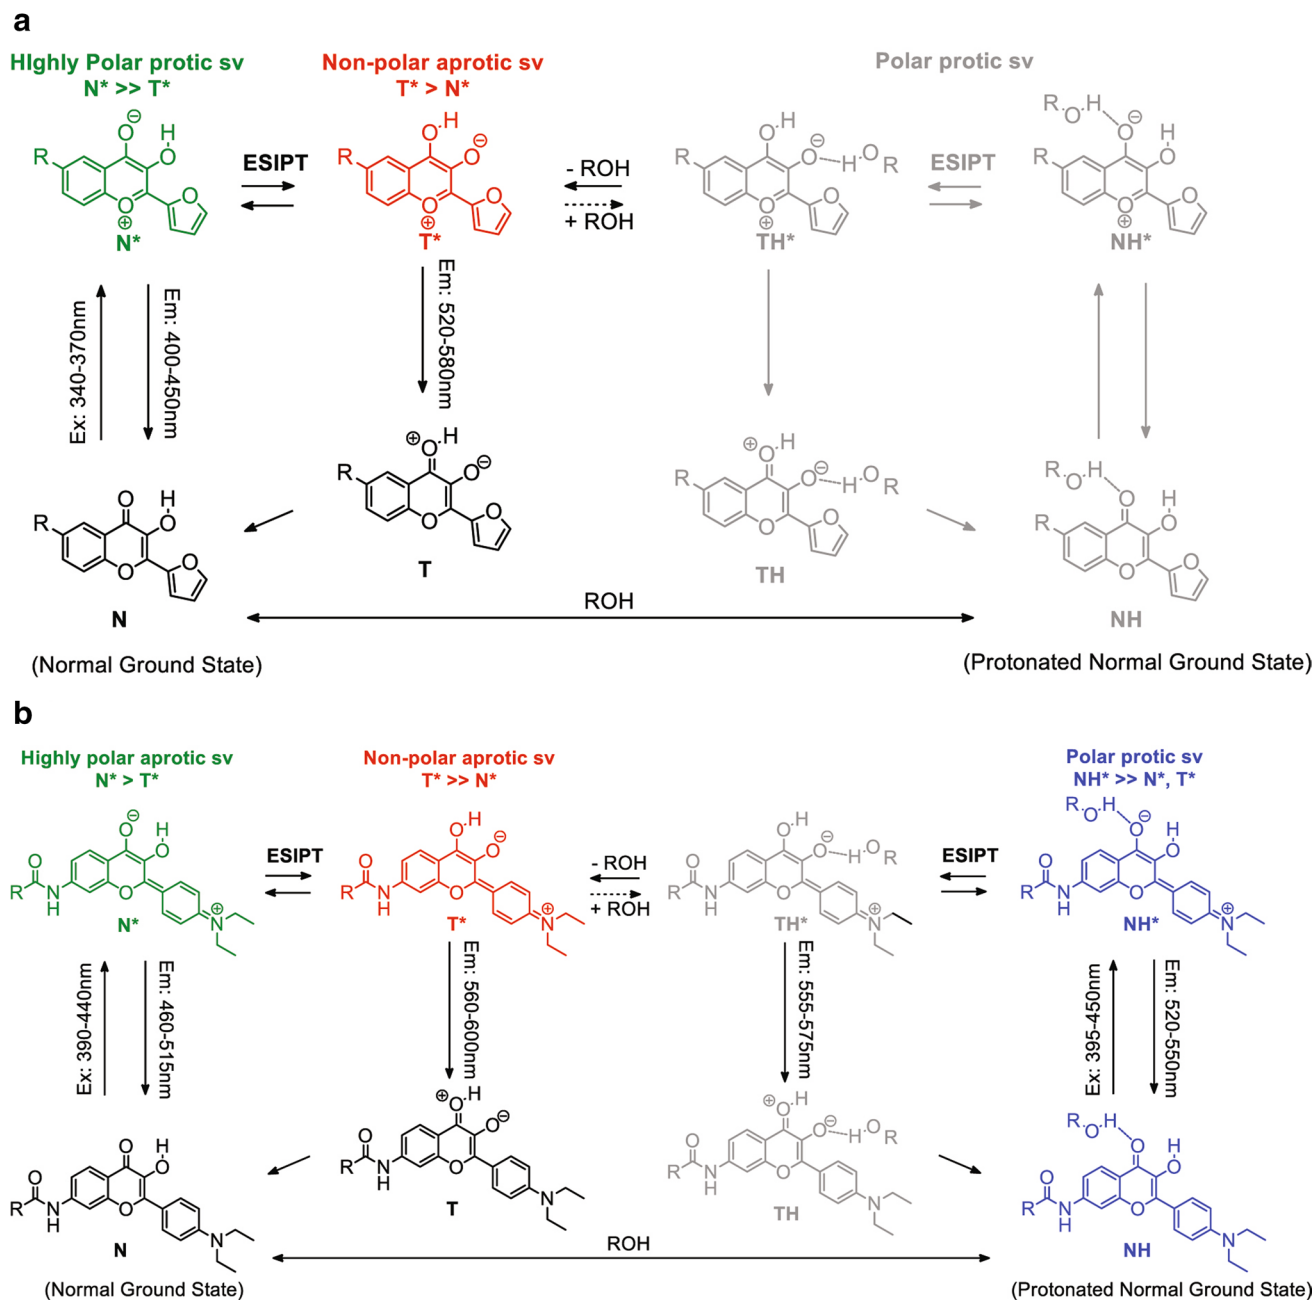 a
HIghly Polar protic sv
N* >> T*
Non-polar aprotic sv
T* > N*
Polar protic sv
R
O
⊖
H
O
O
⊕
O
N*
ESIPT
R
O
H
O
⊖
O
⊕
O
T*
- ROH
+ ROH
R
O
H
O
⊖
H
O
R
O
⊕
O
TH*
ESIPT
R
O
H
O
⊖
H
O
R
O
⊕
O
NH*
Ex: 340-370nm
Em: 400-450nm
Em: 520-580nm
R
O
H
O
O
O
N
(Normal Ground State)
⊕
O
H
O
⊖
R
O
O
T
⊕
O
H
O
⊖
H
O
R
R
O
O
TH
R
O
H
O
H
O
R
O
O
NH
(Protonated Normal Ground State)
ROH
b
Highly polar aprotic sv
N* > T*
Non-polar aprotic sv
T* >> N*
Polar protic sv
NH* >> N*, T*
O
⊖
H
O
O
R
N
H
O
⊕
N
N*
ESIPT
O
H
O
⊖
O
R
N
H
O
⊕
N
T*
- ROH
+ ROH
O
H
O
⊖
H
O
R
O
R
N
H
O
⊕
N
TH*
ESIPT
R
O
H
O
⊖
H
O
O
R
N
H
O
⊕
N
NH*
Ex: 390-440nm
Em: 460-515nm
Em: 560-600nm
Em: 555-575nm
Ex: 395-450nm
Em: 520-550nm
O
H
O
O
R
N
H
O
N
N
(Normal Ground State)
⊕
O
H
O
⊖
O
R
N
H
O
N
T
⊕
O
H
O
⊖
H
O
R
O
R
N
H
O
N
TH
R
O
H
O
H
O
O
R
N
H
O
N
NH
(Protonated Normal Ground State)
ROH